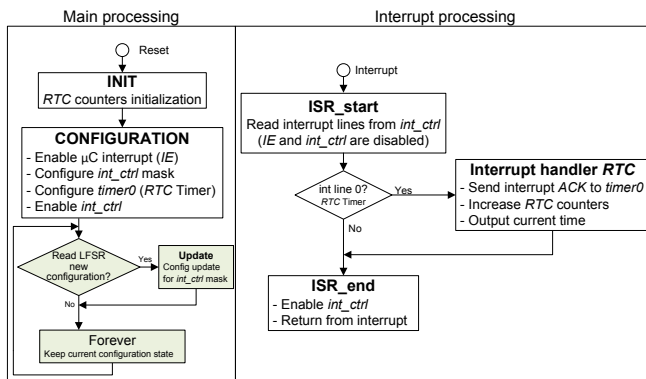 Main processing
Reset
INIT
RTC counters initialization
CONFIGURATION
- Enable µC interrupt (IE)
- Configure int_ctrl mask
- Configure timer0 (RTC Timer)
- Enable int_ctrl
Read LFSR
new
configuration?
Yes
Update
Config update
for int_ctrl mask
No
Forever
Keep current configuration state
Interrupt processing
Interrupt
ISR_start
Read interrupt lines from int_ctrl
(IE and int_ctrl are disabled)
int line 0?
RTC Timer
Yes
Interrupt handler RTC
- Send interrupt ACK to timer0
- Increase RTC counters
- Output current time
No
ISR_end
- Enable int_ctrl
- Return from interrupt